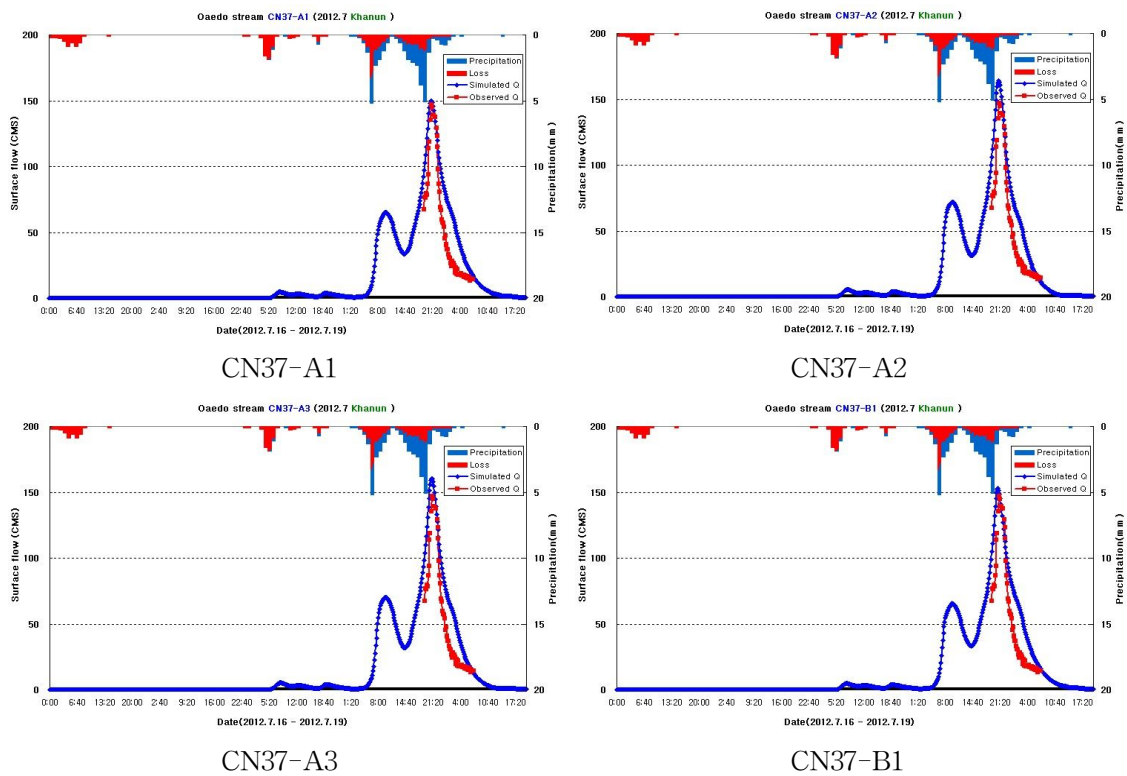 Oaedo stream CN37-A1 (2012.7 Khanun )
200
150
100
50
0
0
5
10
15
20
Surface flow (CMS)
Precipitation(mm)
Precipitation
Loss
Simulated Q
Observed Q
0:00 6:40 13:20 20:00 2:40 9:20 16:00 22:40 5:20 12:00 18:40 1:20 8:00 14:40 21:20 4:00 10:40 17:20
Date(2012.7.16 - 2012.7.19)
CN37-A1
Oaedo stream CN37-A2 (2012.7 Khanun )
200
150
100
50
0
0
5
10
15
20
Surface flow (CMS)
Precipitation(mm)
Precipitation
Loss
Simulated Q
Observed Q
0:00 6:40 13:20 20:00 2:40 9:20 16:00 22:40 5:20 12:00 18:40 1:20 8:00 14:40 21:20 4:00 10:40 17:20
Date(2012.7.16 - 2012.7.19)
CN37-A2
Oaedo stream CN37-A3 (2012.7 Khanun )
200
150
100
50
0
0
5
10
15
20
Surface flow (CMS)
Precipitation(mm)
Precipitation
Loss
Simulated Q
Observed Q
0:00 6:40 13:20 20:00 2:40 9:20 16:00 22:40 5:20 12:00 18:40 1:20 8:00 14:40 21:20 4:00 10:40 17:20
Date(2012.7.16 - 2012.7.19)
CN37-A3
Oaedo stream CN37-B1 (2012.7 Khanun )
200
150
100
50
0
0
5
10
15
20
Surface flow (CMS)
Precipitation(mm)
Precipitation
Loss
Simulated Q
Observed Q
0:00 6:40 13:20 20:00 2:40 9:20 16:00 22:40 5:20 12:00 18:40 1:20 8:00 14:40 21:20 4:00 10:40 17:20
Date(2012.7.16 - 2012.7.19)
CN37-B1